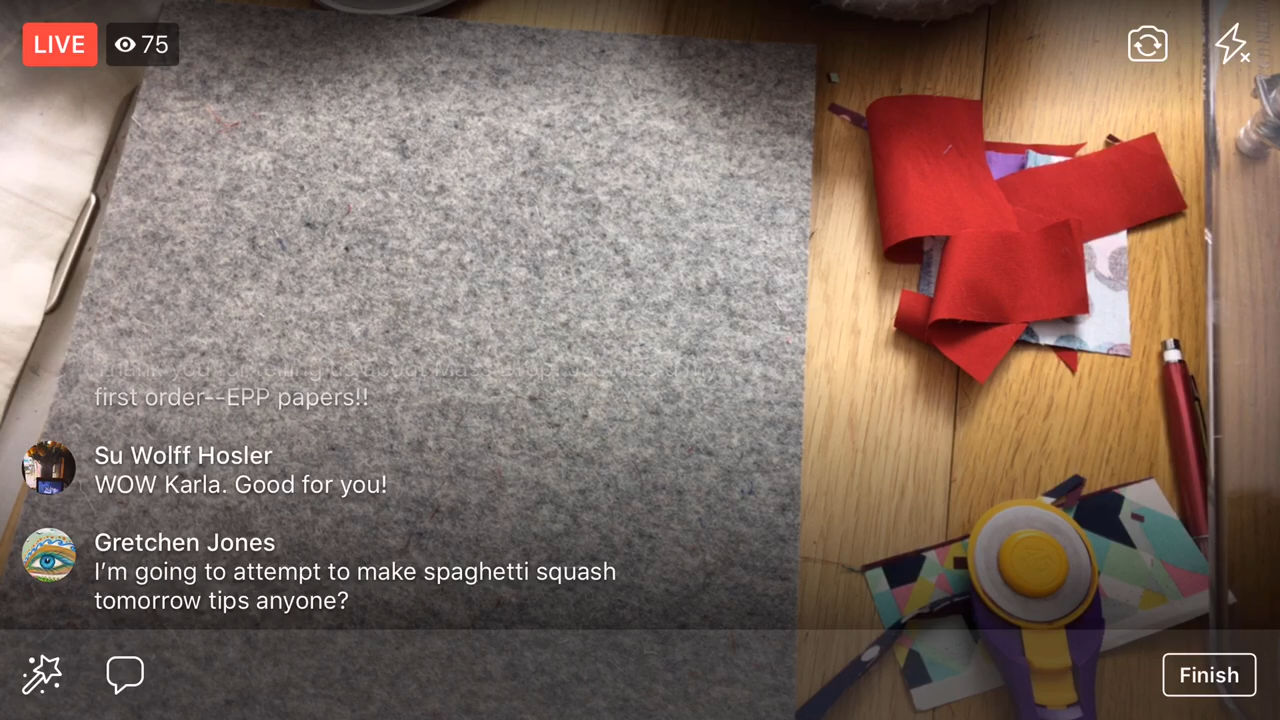 LIVE 75
first order--EPP papers!!
Su Wolff Hosler
WOW Karla. Good for you!
Gretchen Jones
I'm going to attempt to make spaghetti squash
tomorrow tips anyone?
Finish